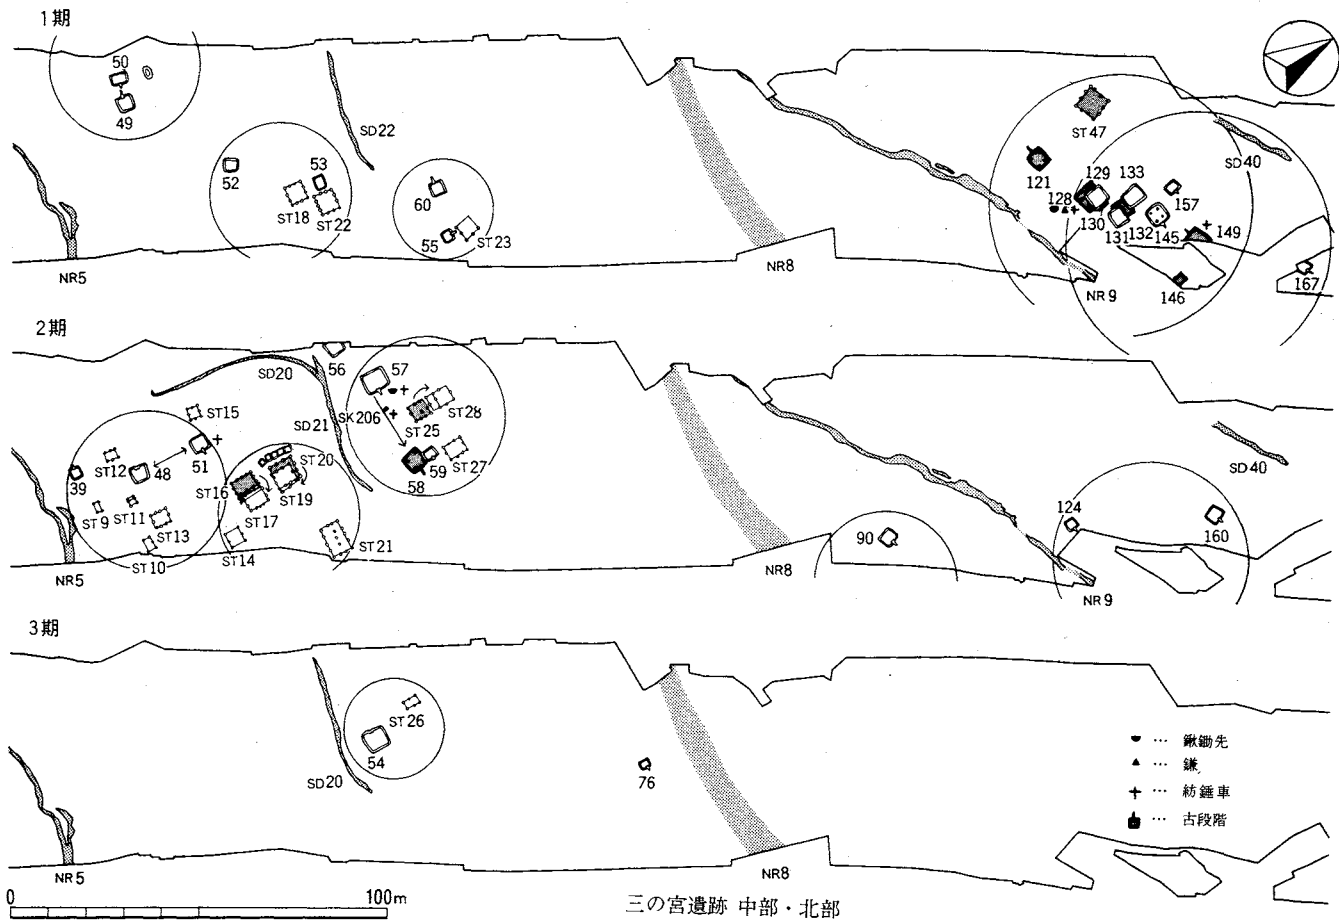 1期
50
49
52
53
ST18
ST22
SD22
60
55
ST23
NR5
NR8
ST47
121
129
133
128
130
131
132
145
157
149
146
167
SD40
NR9
2期
SD20
56
57
SD21
SK206
ST15
ST12
48
51
39
ST9
ST11
ST13
ST10
ST20
ST16
ST19
ST17
ST14
ST21
ST25
ST28
59
ST27
58
NR5
NR8
90
124
160
SD40
NR9
3期
ST26
54
SD20
76
NR5
NR8
… 鍬鋤先
… 鎌
… 紡錘車
… 古段階
0 100m
三の宮遺跡 中部・北部